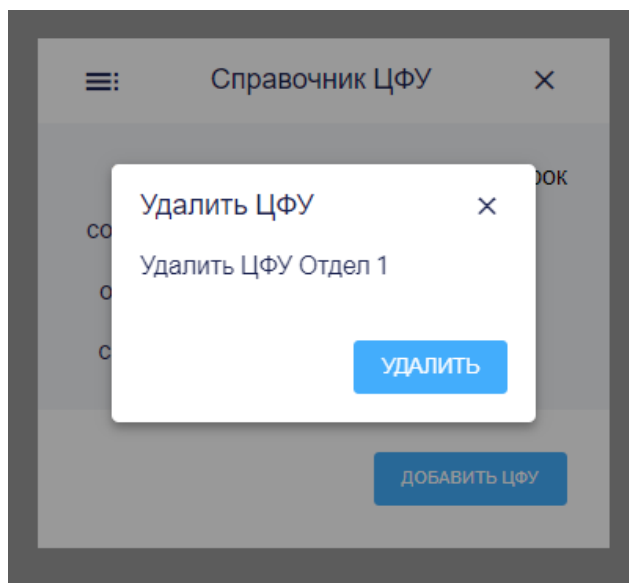 Справочник ЦФУ
Удалить ЦФУ
Удалить ЦФУ Отдел 1
УДАЛИТЬ
ДОБАВИТЬ ЦФУ